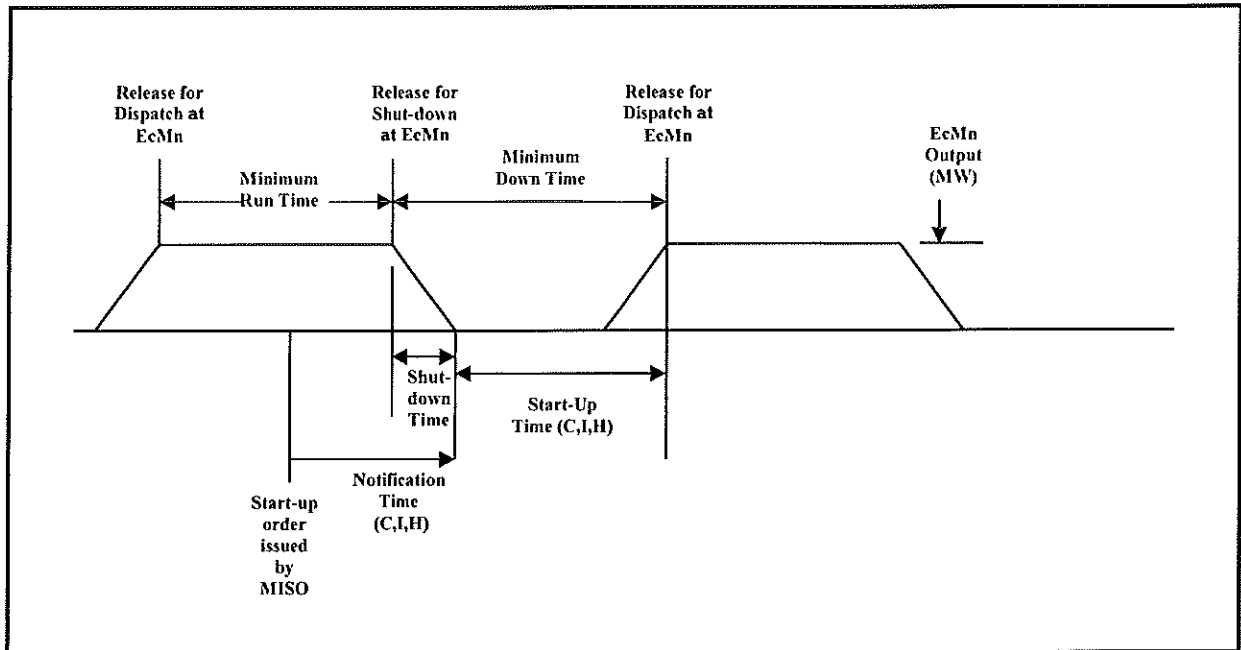 Release for
Dispatch at
EcMn
Release for
Shut-down
at EcMn
Release for
Dispatch at
EcMn
EcMn
Output
(MW)
Minimum
Run Time
Minimum
Down Time
Shut-
down
Time
Start-Up
Time (C,I,H)
Notification
Time
(C,I,H)
Start-up
order
issued
by
MISO